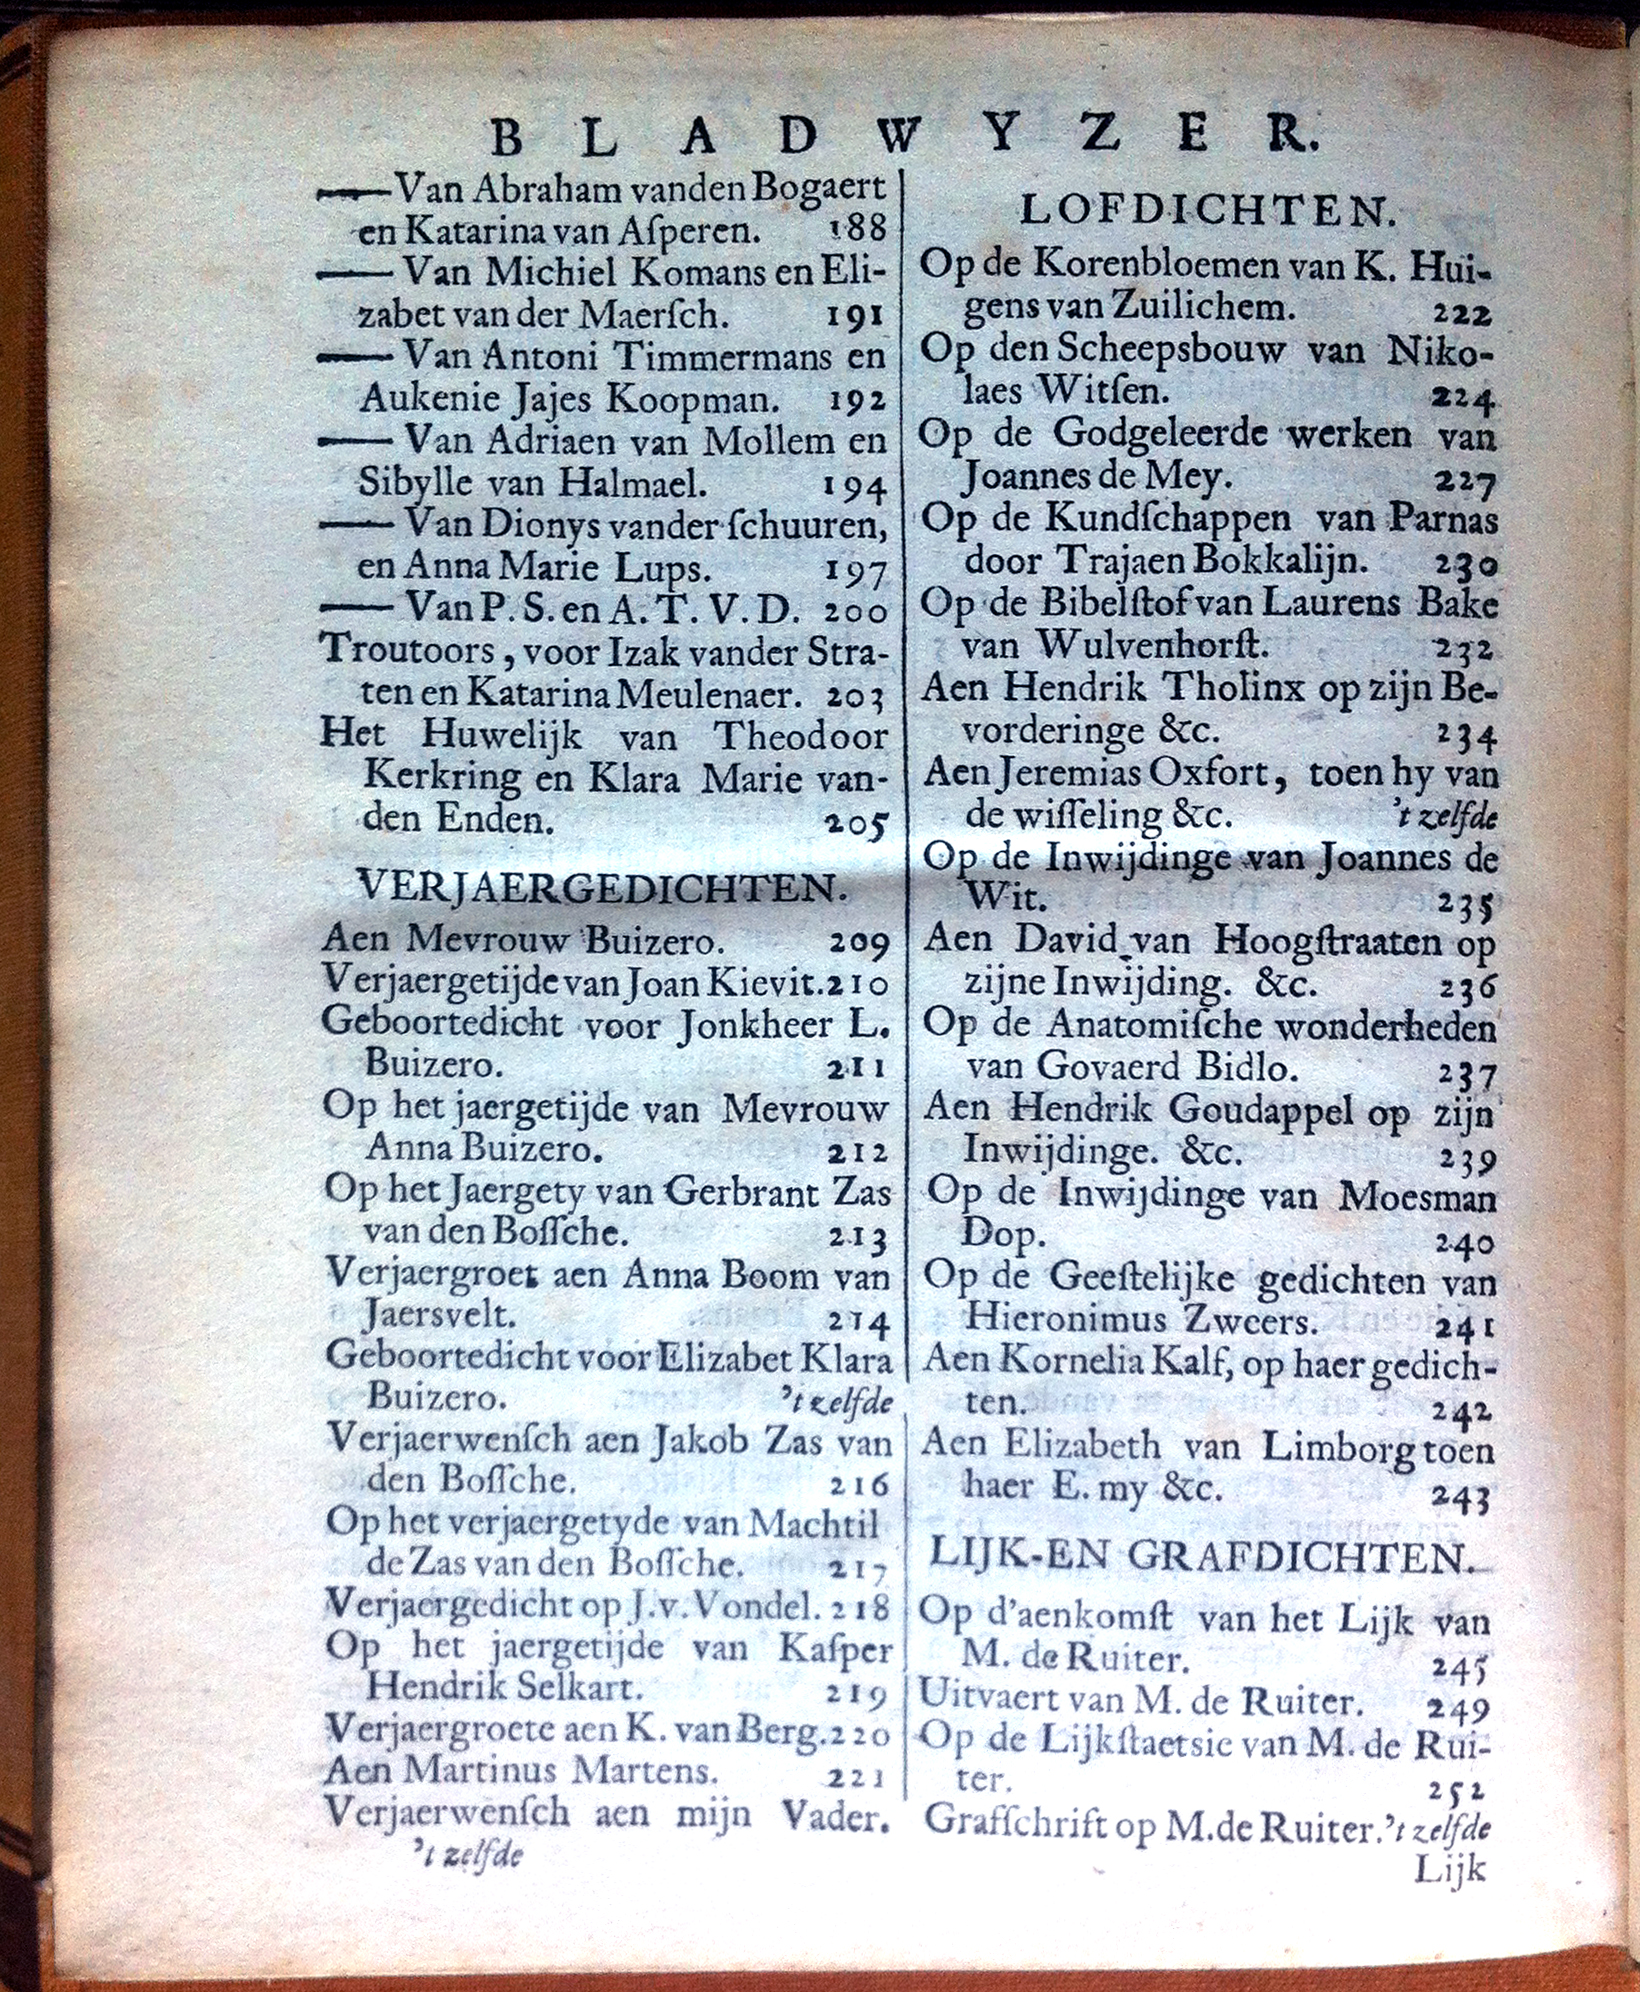 BLADWYZER.
——Van Abraham vanden Bogaert
en Katarina van Aſperen. 188
——Van Michiel Komans en Eli-
zabet van der Maerſch. 191
——Van Antoni Timmermans en
Aukenie Jajes Koopman. 192
——Van Adriaen van Mollem en
Sibylle van Halmael. 194
——Van Dionys vander ſchuuren,
en Anna Marie Lups. 197
——Van P. S. en A. T. V. D. 200
Troutoors, voor Izak vander Stra-
ten en Katarina Meulenaer. 203
Het Huwelijk van Theodoor
Kerkring en Klara Marie van-
den Enden. 205
VERJAERGEDICHTEN.
Aen Mevrouw Buizero. 209
Verjaergetijde van Joan Kievit. 210
Geboortedicht voor Jonkheer L.
Buizero. 211
Op het jaergetijde van Mevrouw
Anna Buizero. 212
Op het Jaergety van Gerbrant Zas
van den Boſſche. 213
Verjaergroet aen Anna Boom van
Jaersvelt. 214
Geboortedicht voor Elizabet Klara
Buizero. 't zelfde
Verjaerwenſch aen Jakob Zas van
den Boſſche. 216
Op het verjaergetyde van Machtil
de Zas van den Boſſche. 217
Verjaergedicht op J. v. Vondel. 218
Op het jaergetijde van Kaſper
Hendrik Selkart. 219
Verjaergroete aen K. van Berg. 220
Aen Martinus Martens. 221
Verjaerwenſch aen mijn Vader.
't zelfde
LOFDICHTEN.
Op de Korenbloemen van K. Hui-
gens van Zuilichem. 222
Op den Scheepsbouw van Niko-
laes Witſen. 224
Op de Godgeleerde werken van
Joannes de Mey. 227
Op de Kundſchappen van Parnas
door Trajaen Bokkalijn. 230
Op de Bibelſtof van Laurens Bake
van Wulvenhorſt. 232
Aen Hendrik Tholinx op zijn Be-
vorderinge &c. 234
Aen Jeremias Oxfort, toen hy van
de wiſſeling &c. 't zelfde
Op de Inwijdinge van Joannes de
Wit. 235
Aen David van Hoogſtraaten op
zijne Inwijding. &c. 236
Op de Anatomiſche wonderheden
van Govaerd Bidlo. 237
Aen Hendrik Goudappel op zijn
Inwijdinge. &c. 239
Op de Inwijdinge van Moesman
Dop. 240
Op de Geeſtelijke gedichten van
Hieronimus Zweers. 241
Aen Kornelia Kalf, op haer gedich-
ten. 242
Aen Elizabeth van Limborg toen
haer E. my &c. 243
LIJK-EN GRAFDICHTEN.
Op d'aenkomſt van het Lijk van
M. de Ruiter. 245
Uitvaert van M. de Ruiter. 249
Op de Lijkſtaetsie van M. de Rui-
ter. 252
Grafſchrift op M. de Ruiter. 't zelfde
Lijk